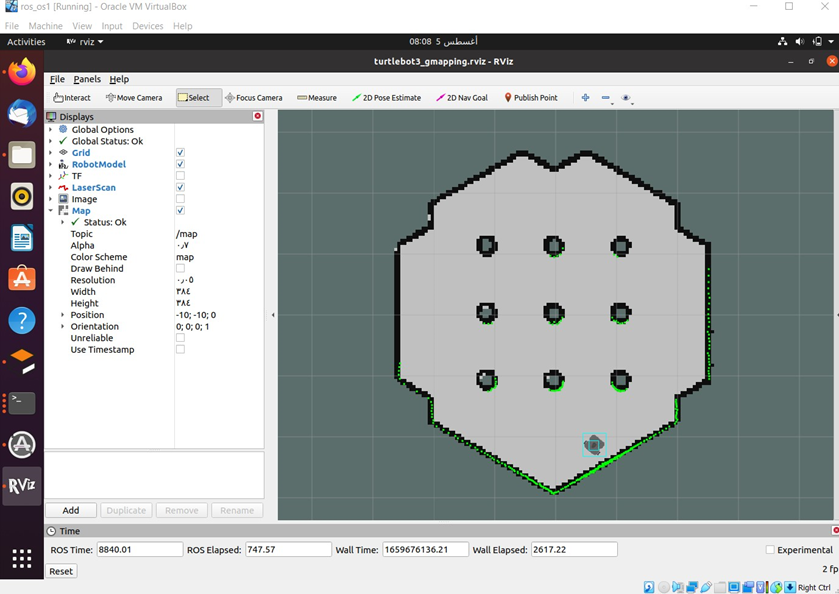 ros_os1 [Running] - Oracle VM VirtualBox
File Machine View Input Devices Help
Activities RViz rviz 08:08 5 أغسطس
turtlebot3_gmapping.rviz - RViz
File Panels Help
Interact Move Camera Select Focus Camera Measure 2D Pose Estimate 2D Nav Goal Publish Point
Displays
Global Options
Global Status: Ok
Grid
RobotModel
TF
LaserScan
Image
Map
Status: Ok
Topic /map
Alpha ٠٫٧
Color Scheme map
Draw Behind
Resolution ٠٫٠٥
Width ٣٨٤
Height ٣٨٤
Position -10; -10; 0
Orientation 0; 0; 0; 1
Unreliable
Use Timestamp
RViz
Add Duplicate Remove Rename
Time
ROS Time: 8840.01 ROS Elapsed: 747.57 Wall Time: 1659676136.21 Wall Elapsed: 2617.22 Experimental
Reset 2 fp
Right Ctrl